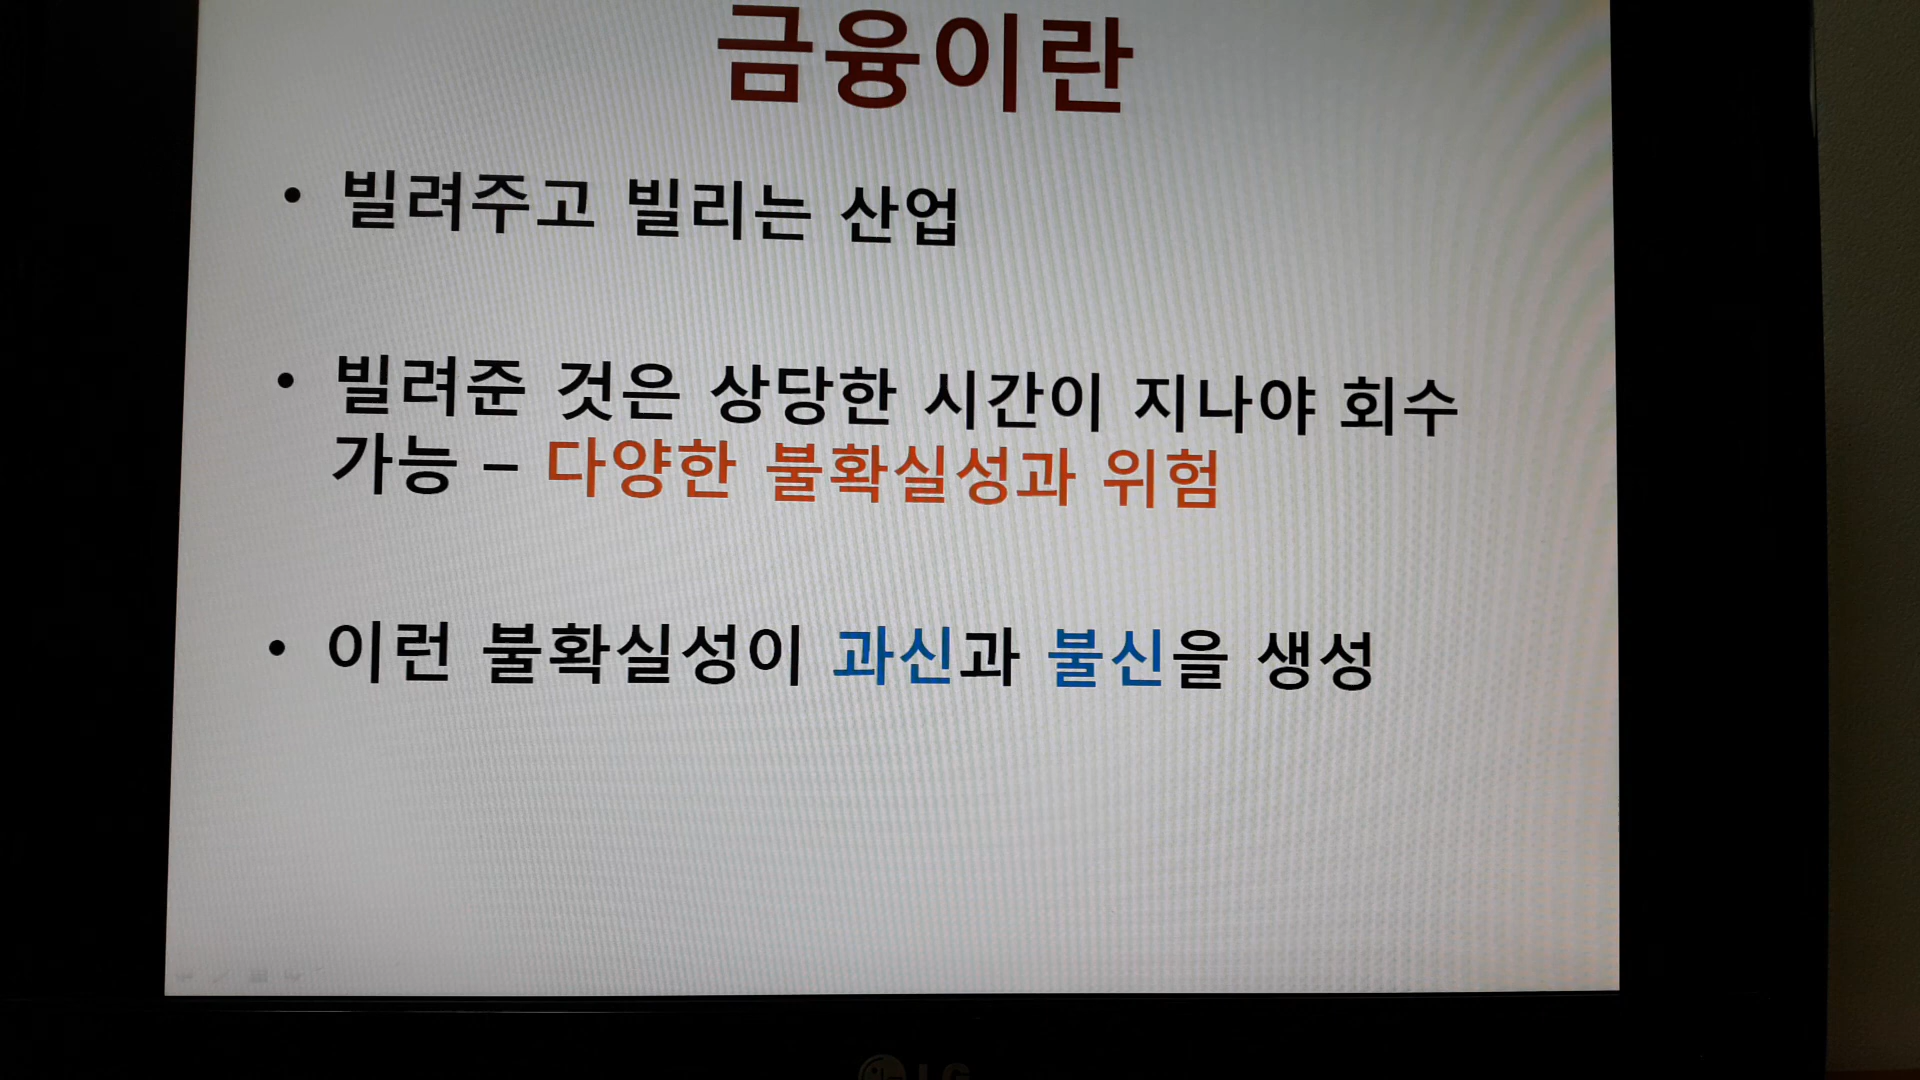 금융이란
• 빌려주고 빌리는 산업
• 빌려준 것은 상당한 시간이 지나야 회수
가능 – 다양한 불확실성과 위험
• 이런 불확실성이 과신과 불신을 생성
LG